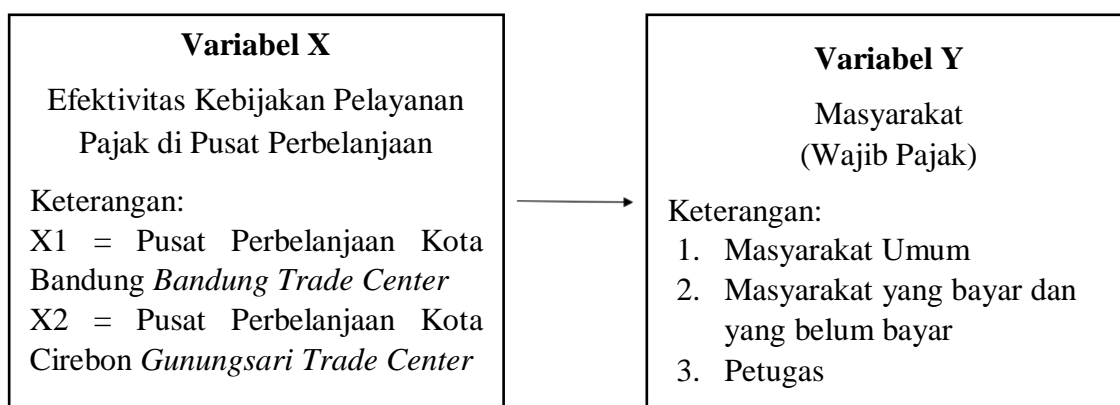 Variabel X
Efektivitas Kebijakan Pelayanan
Pajak di Pusat Perbelanjaan
Keterangan:
X1 = Pusat Perbelanjaan Kota
Bandung Bandung Trade Center
X2 = Pusat Perbelanjaan Kota
Cirebon Gunungsari Trade Center
Variabel Y
Masyarakat
(Wajib Pajak)
Keterangan:
1. Masyarakat Umum
2. Masyarakat yang bayar dan
yang belum bayar
3. Petugas